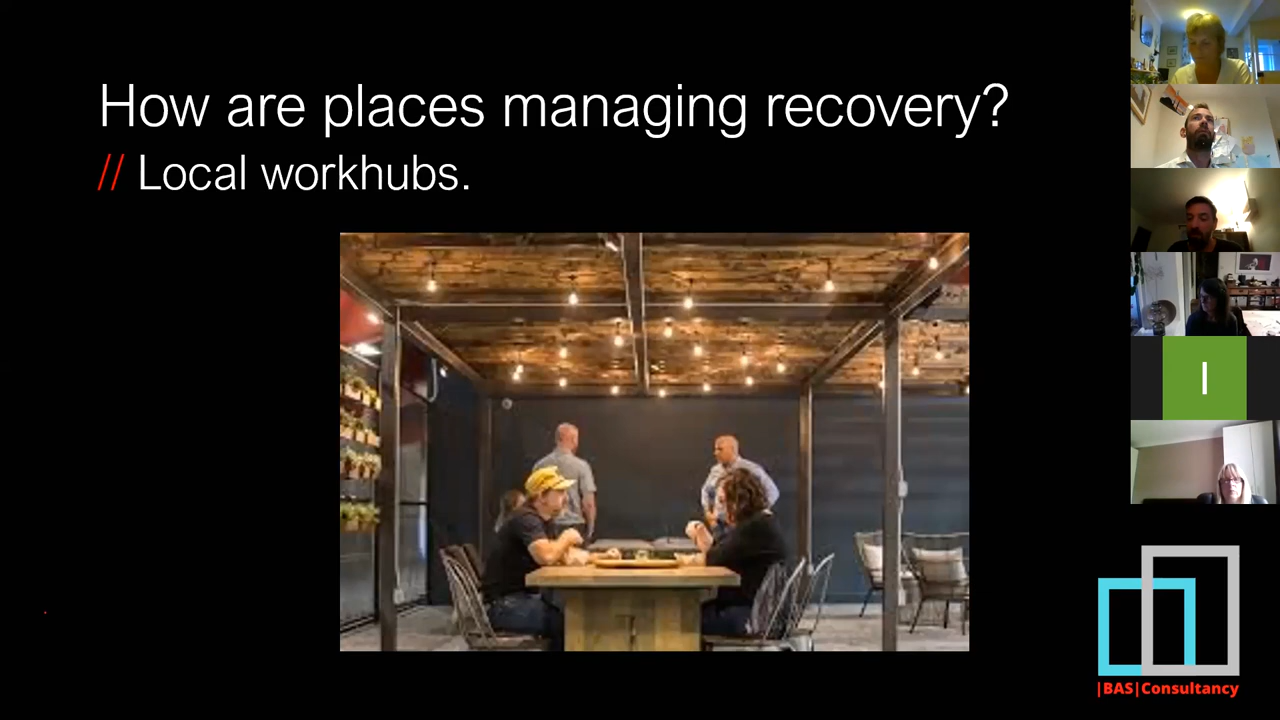 How are places managing recovery?
// Local workhubs.
I
|BAS|Consultancy